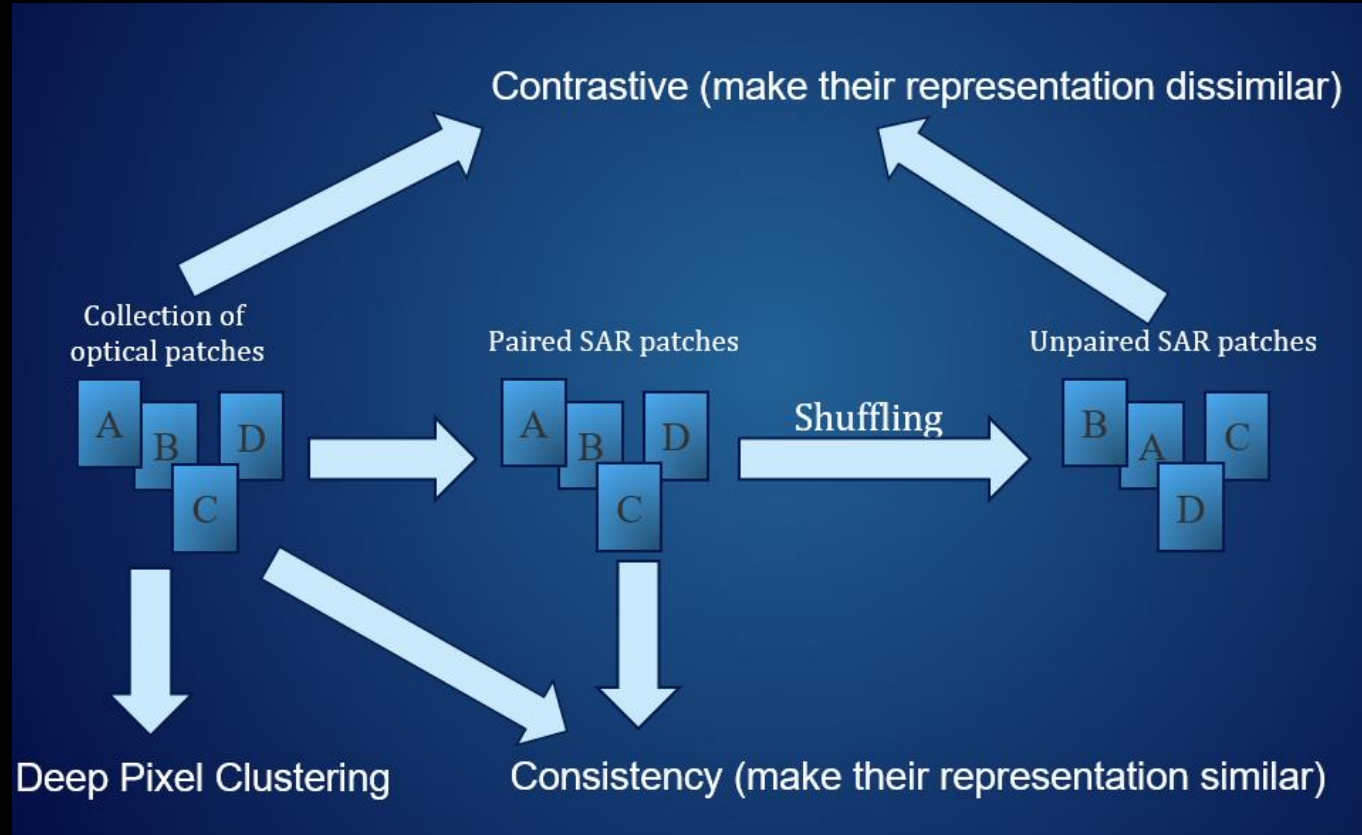 Contrastive (make their representation dissimilar)
Collection of
optical patches
Paired SAR patches
Unpaired SAR patches
A
B
D
C
A
B
D
C
Shuffling
B
A
C
D
Deep Pixel Clustering
Consistency (make their representation similar)